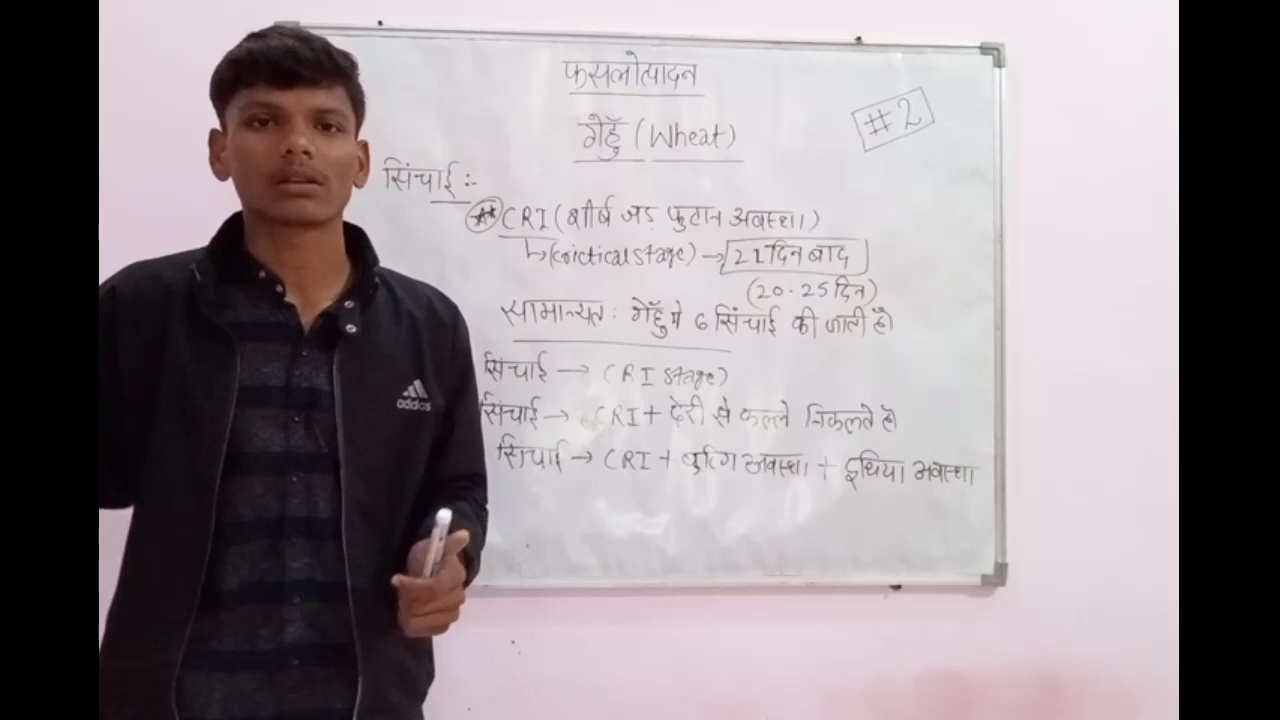 फसलोत्पादन
#2
गेहूँ (Wheat)
सिंचाई :-
** CRI (शीर्ष जड़ फुटान अवस्था)
↳ (crictical stage) → 21 दिन बाद
(20-25 दिन)
सामान्यत: गेहूँ मे 6 सिंचाई की जाती है
सिंचाई → CRI stage)
सिंचाई → CRI + देरी से कल्ले निकलते है
सिंचाई → CRI + बुटिंग अवस्था + दुधिया अवस्था
adidas